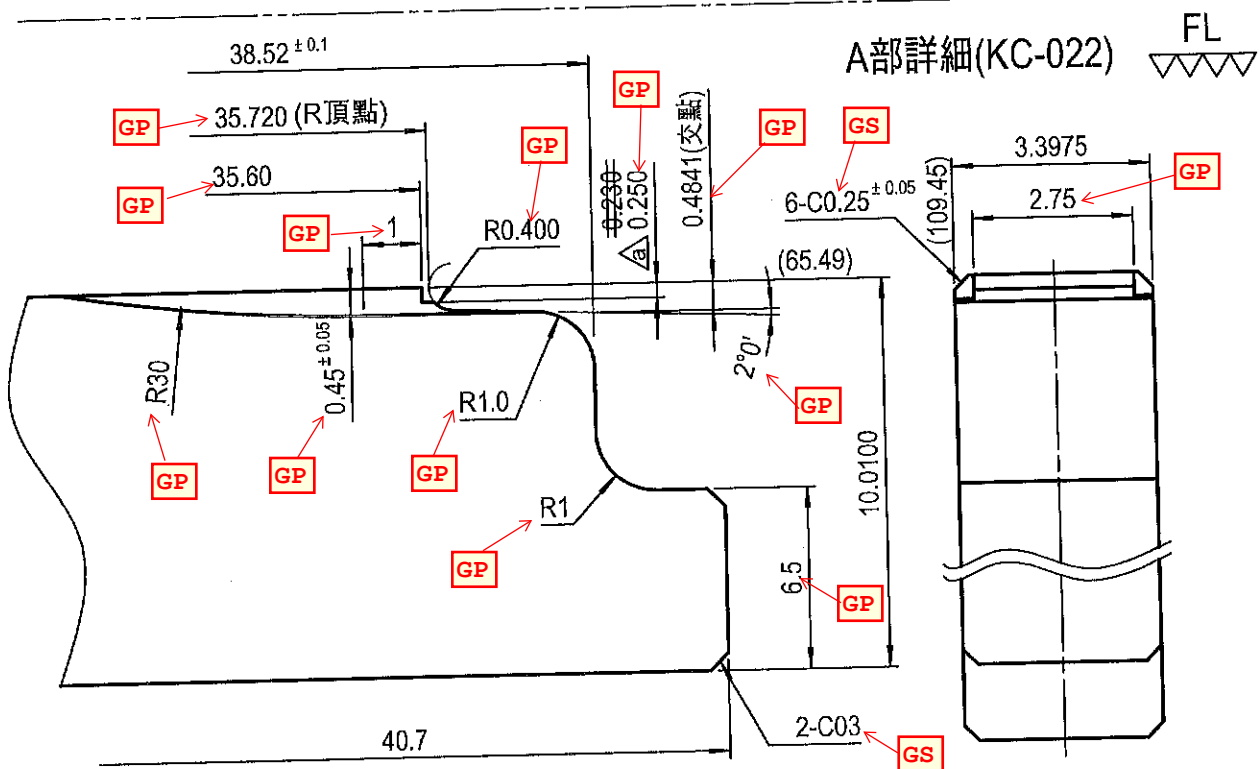 38.52 ±0.1
A部詳細(KC-022)
FL
GP
35.720 (R頂點)
GP
35.60
GP
1
R0.400
GP
GP
0.230
0.250
a
0.4841(交點)
GP
GS
6-C0.25 ±0.05
(109.45)
3.3975
2.75
GP
(65.49)
R30
GP
0.45 ±0.05
GP
R1.0
GP
2°0'
GP
R1
GP
10.0100
6.5
GP
2-C03
GS
40.7